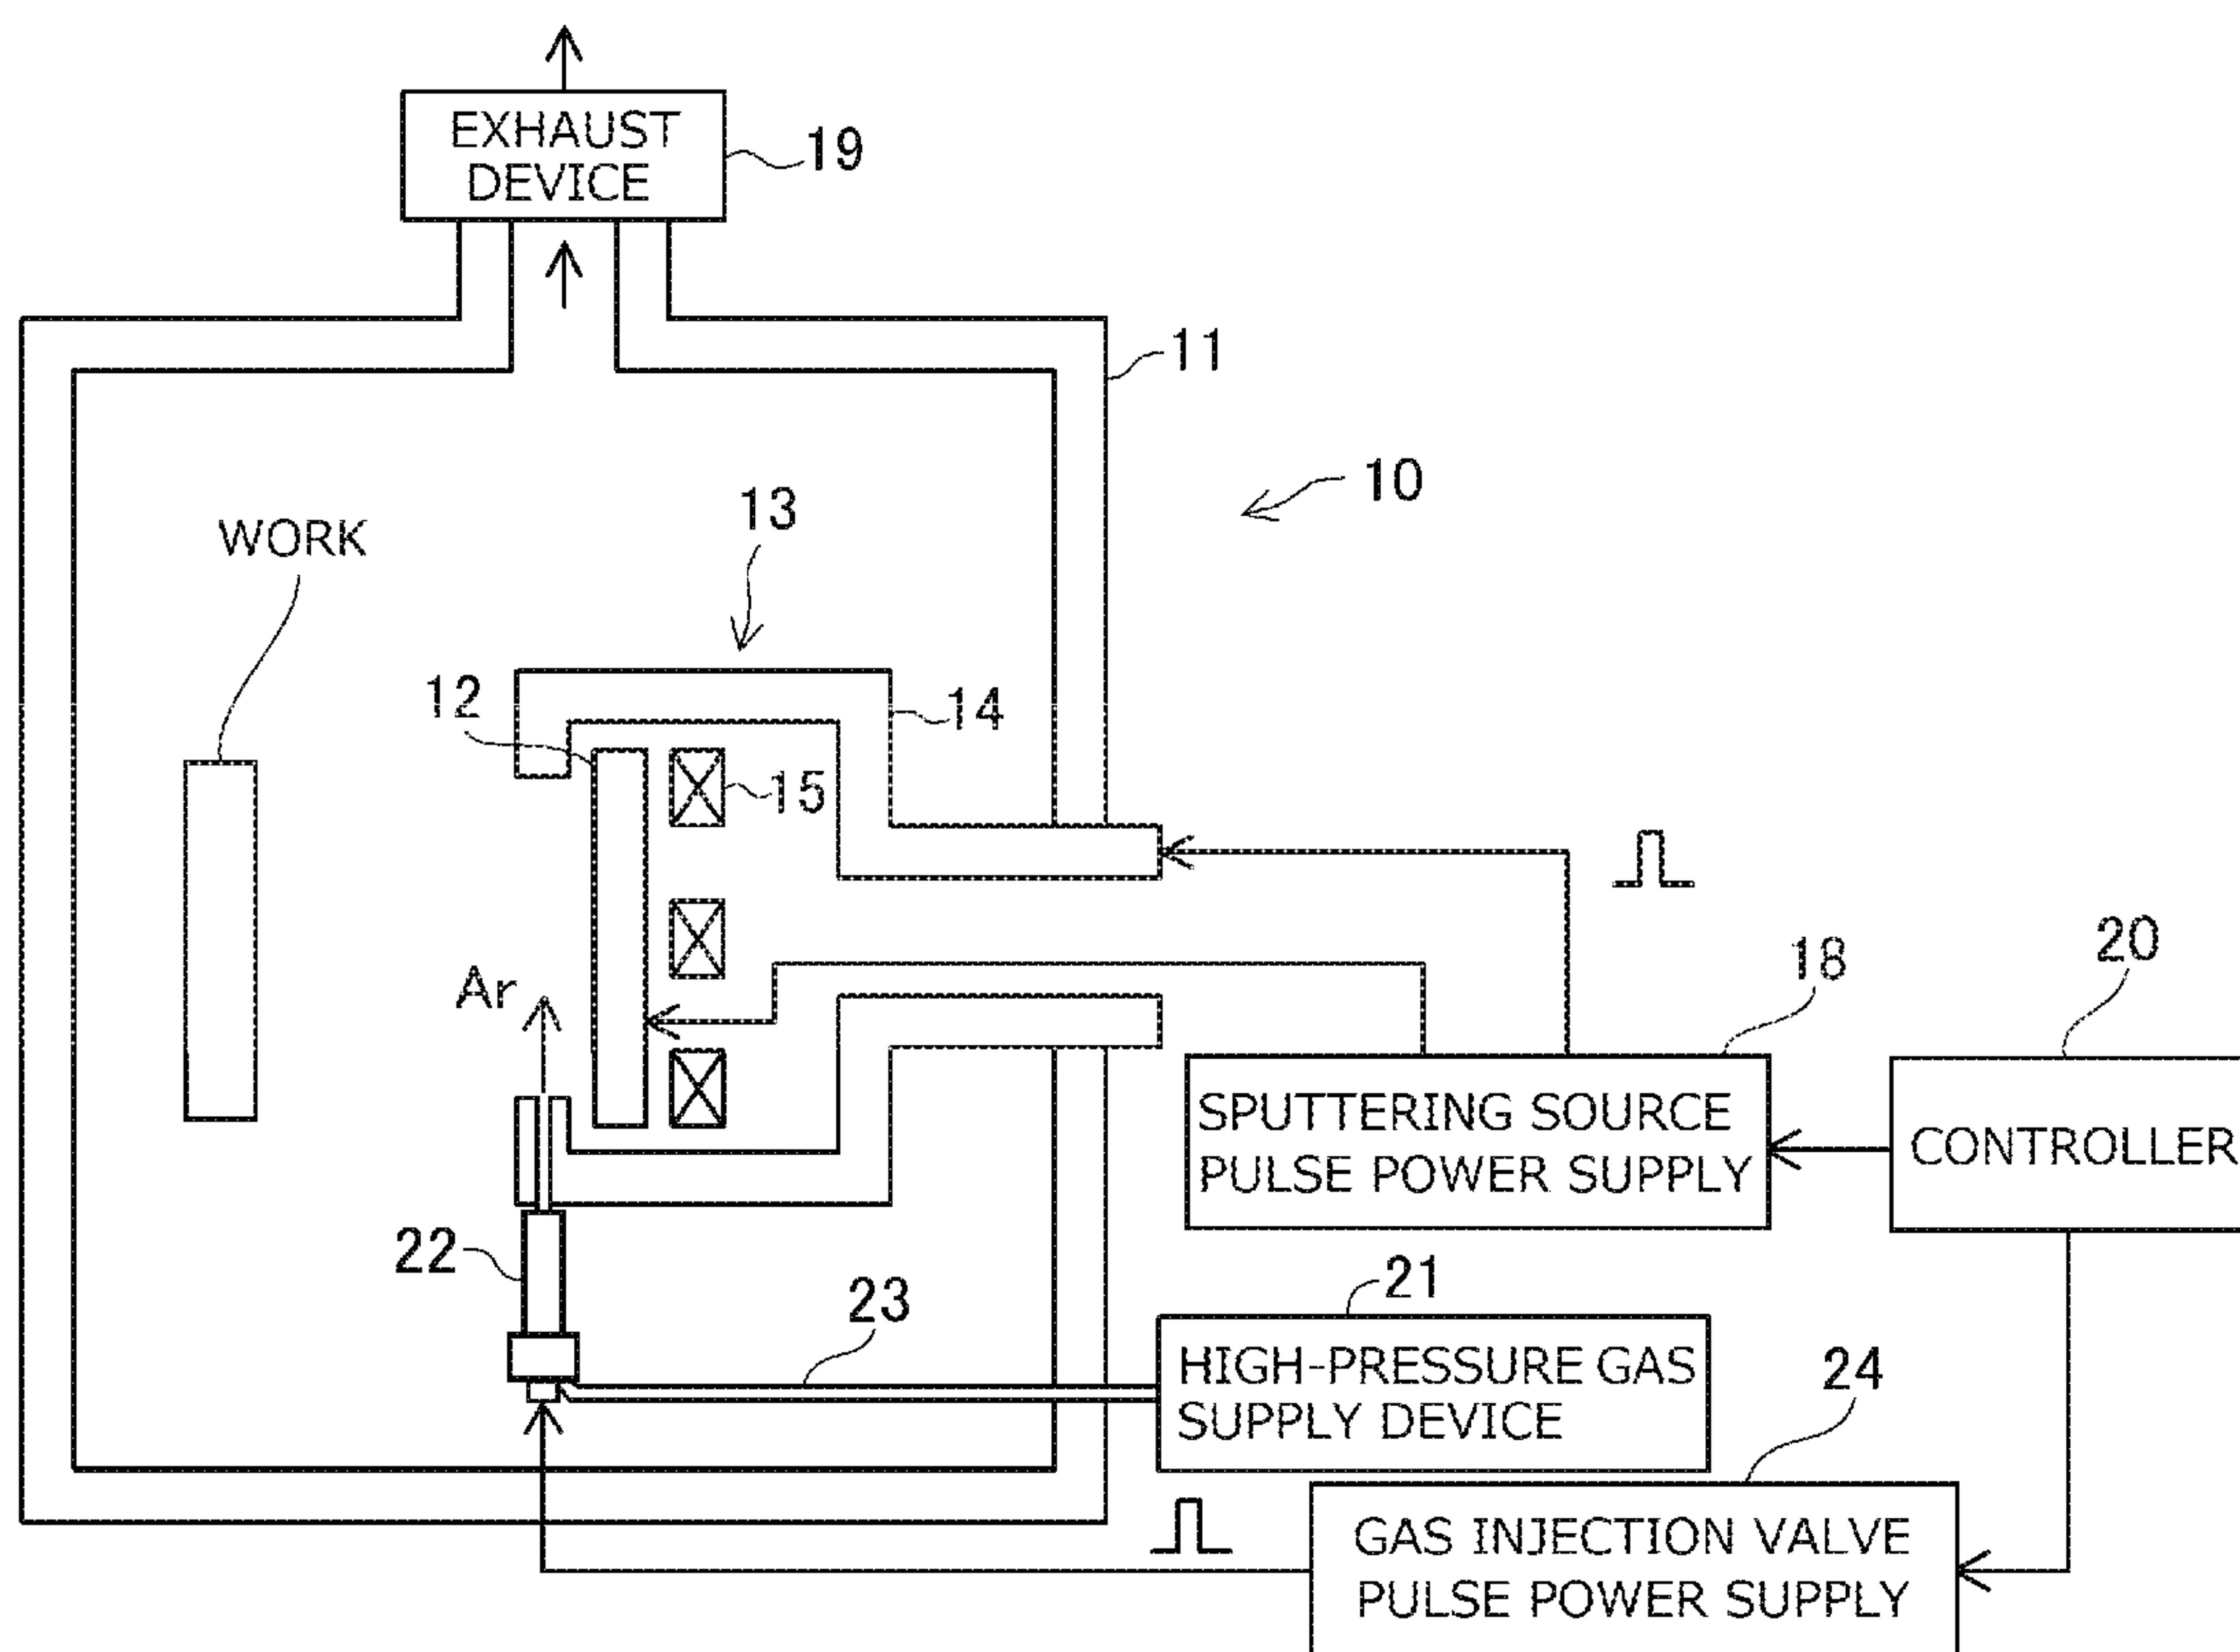 EXHAUST
DEVICE
19
11
10
13
WORK
12
14
15
20
18
Ar
SPUTTERING SOURCE
PULSE POWER SUPPLY
CONTROLLER
22
21
23
HIGH-PRESSURE GAS
SUPPLY DEVICE
24
GAS INJECTION VALVE
PULSE POWER SUPPLY